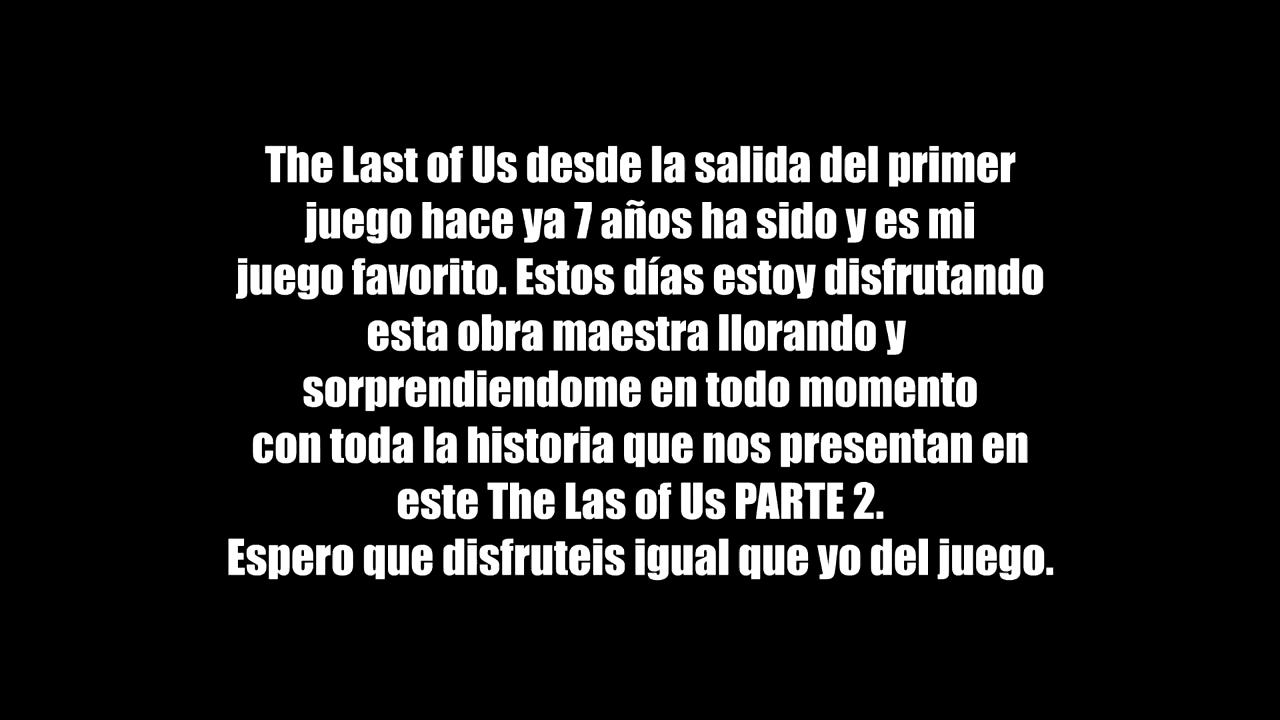 The Last of Us desde la salida del primer
juego hace ya 7 años ha sido y es mi
juego favorito. Estos días estoy disfrutando
esta obra maestra llorando y
sorprendiendome en todo momento
con toda la historia que nos presentan en
este The Las of Us PARTE 2.
Espero que disfruteis igual que yo del juego.